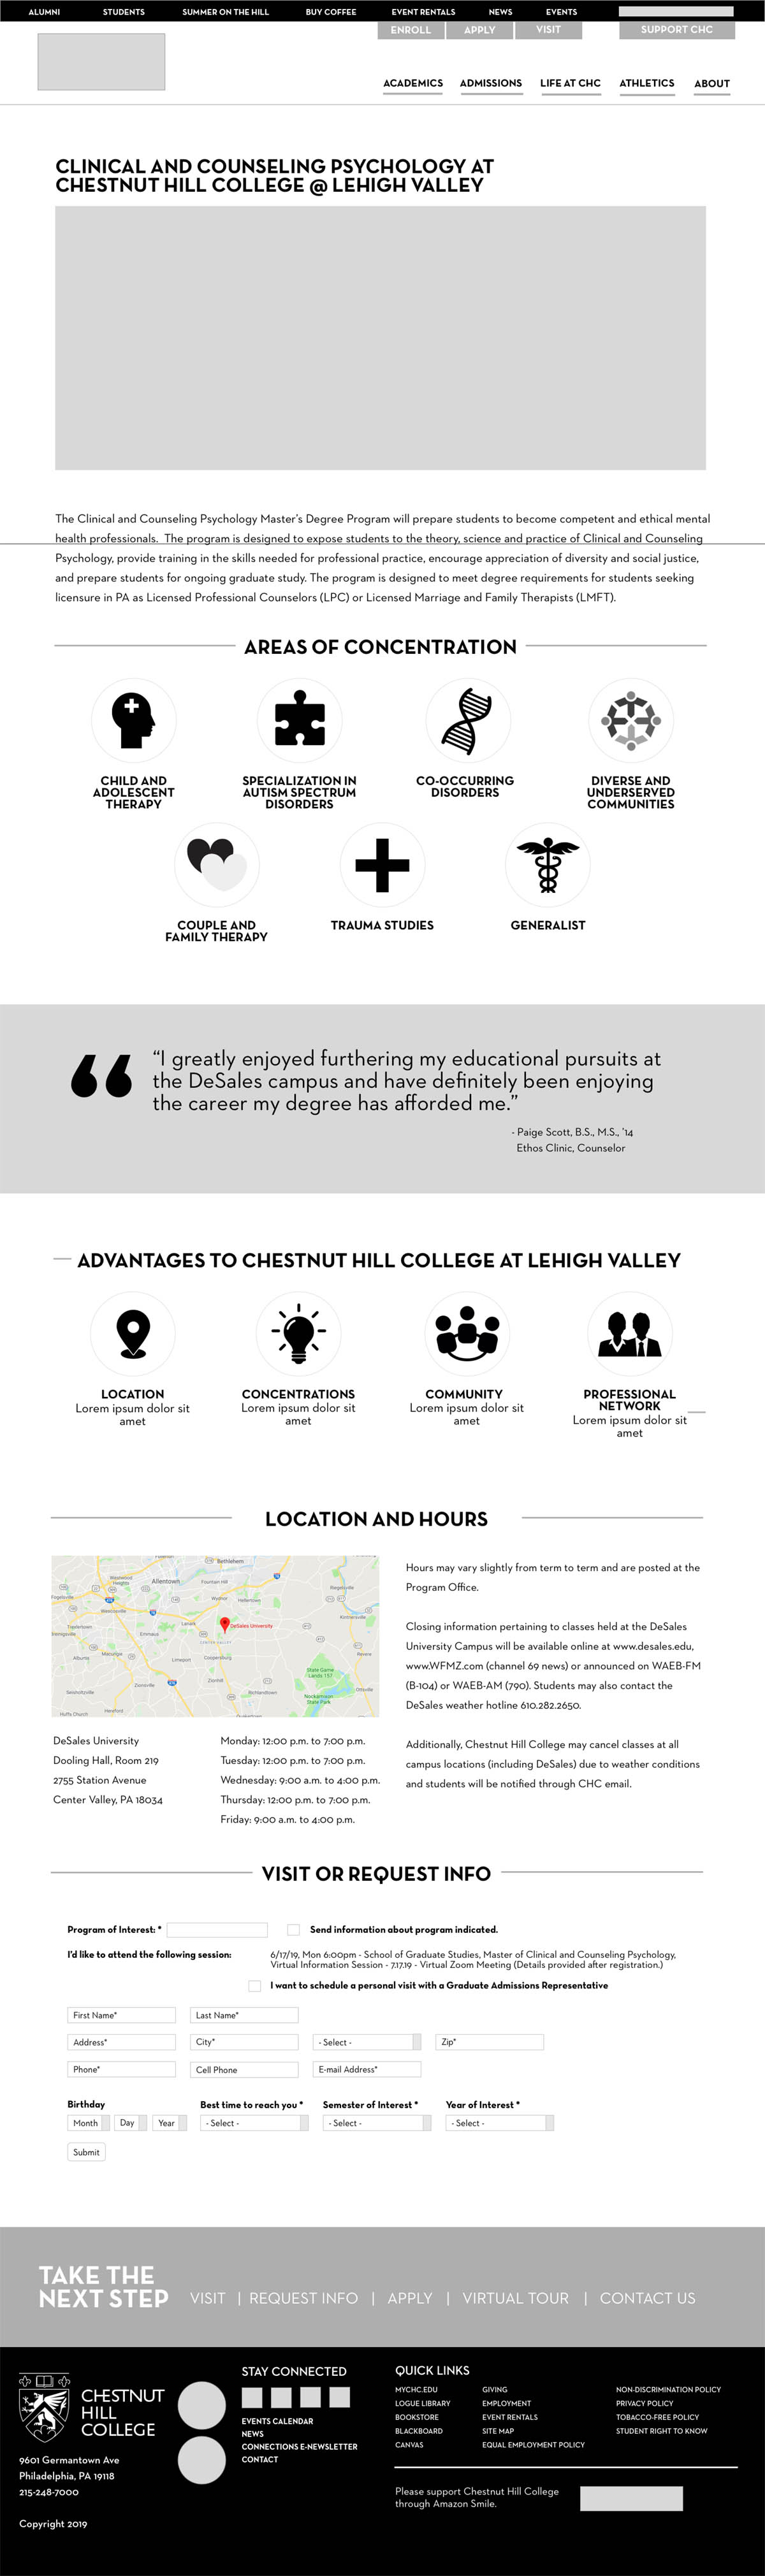 ALUMNI STUDENTS SUMMER ON THE HILL BUY COFFEE EVENT RENTALS NEWS EVENTS
ENROLL APPLY VISIT SUPPORT CHC
ACADEMICS ADMISSIONS LIFE AT CHC ATHLETICS ABOUT
CLINICAL AND COUNSELING PSYCHOLOGY AT
CHESTNUT HILL COLLEGE @ LEHIGH VALLEY
The Clinical and Counseling Psychology Master's Degree Program will prepare students to become competent and ethical mental
health professionals. The program is designed to expose students to the theory, science and practice of Clinical and Counseling
Psychology, provide training in the skills needed for professional practice, encourage appreciation of diversity and social justice,
and prepare students for ongoing graduate study. The program is designed to meet degree requirements for students seeking
licensure in PA as Licensed Professional Counselors (LPC) or Licensed Marriage and Family Therapists (LMFT).
AREAS OF CONCENTRATION
CHILD AND
ADOLESCENT
THERAPY
SPECIALIZATION IN
AUTISM SPECTRUM
DISORDERS
CO-OCCURRING
DISORDERS
DIVERSE AND
UNDERSERVED
COMMUNITIES
COUPLE AND
FAMILY THERAPY
TRAUMA STUDIES
GENERALIST
"I greatly enjoyed furthering my educational pursuits at
the DeSales campus and have definitely been enjoying
the career my degree has afforded me."
- Paige Scott, B.S., M.S., '14
Ethos Clinic, Counselor
ADVANTAGES TO CHESTNUT HILL COLLEGE AT LEHIGH VALLEY
LOCATION
Lorem ipsum dolor sit
amet
CONCENTRATIONS
Lorem ipsum dolor sit
amet
COMMUNITY
Lorem ipsum dolor sit
amet
PROFESSIONAL
NETWORK
Lorem ipsum dolor sit
amet
LOCATION AND HOURS
Bethlehem
Allentown
Fountain Hill
Wescosville
Hellertown
Emmaus
Lanark
DeSales University
CENTER VALLEY
Coopersburg
Limeport
Macungie
State Game
Lands 157
Zionsville
Zionhill
Richlandtown
Nockamixon
State Park
Hereford
DeSales University
Dooling Hall, Room 219
2755 Station Avenue
Center Valley, PA 18034
Monday: 12:00 p.m. to 7:00 p.m.
Tuesday: 12:00 p.m. to 7:00 p.m.
Wednesday: 9:00 a.m. to 4:00 p.m.
Thursday: 12:00 p.m. to 7:00 p.m.
Friday: 9:00 a.m. to 4:00 p.m.
Hours may vary slightly from term to term and are posted at the
Program Office.
Closing information pertaining to classes held at the DeSales
University Campus will be available online at www.desales.edu,
www.WFMZ.com (channel 69 news) or announced on WAEB-FM
(B-104) or WAEB-AM (790). Students may also contact the
DeSales weather hotline 610.282.2650.
Additionally, Chestnut Hill College may cancel classes at all
campus locations (including DeSales) due to weather conditions
and students will be notified through CHC email.
VISIT OR REQUEST INFO
Program of Interest: * Send information about program indicated.
I'd like to attend the following session: 6/17/19, Mon 6:00pm - School of Graduate Studies, Master of Clinical and Counseling Psychology,
Virtual Information Session - 7.17.19 - Virtual Zoom Meeting (Details provided after registration.)
I want to schedule a personal visit with a Graduate Admissions Representative
First Name* Last Name*
Address* City* - Select - Zip*
Phone* Cell Phone E-mail Address*
Birthday Best time to reach you * Semester of Interest * Year of Interest *
Month Day Year - Select - - Select - - Select -
Submit
TAKE THE
NEXT STEP VISIT | REQUEST INFO | APPLY | VIRTUAL TOUR | CONTACT US
CHESTNUT
HILL
COLLEGE
9601 Germantown Ave
Philadelphia, PA 19118
215-248-7000
Copyright 2019
STAY CONNECTED
EVENTS CALENDAR
NEWS
CONNECTIONS E-NEWSLETTER
CONTACT
QUICK LINKS
MYCHC.EDU GIVING NON-DISCRIMINATION POLICY
LOGUE LIBRARY EMPLOYMENT PRIVACY POLICY
BOOKSTORE EVENT RENTALS TOBACCO-FREE POLICY
BLACKBOARD SITE MAP STUDENT RIGHT TO KNOW
CANVAS EQUAL EMPLOYMENT POLICY
Please support Chestnut Hill College
through Amazon Smile.